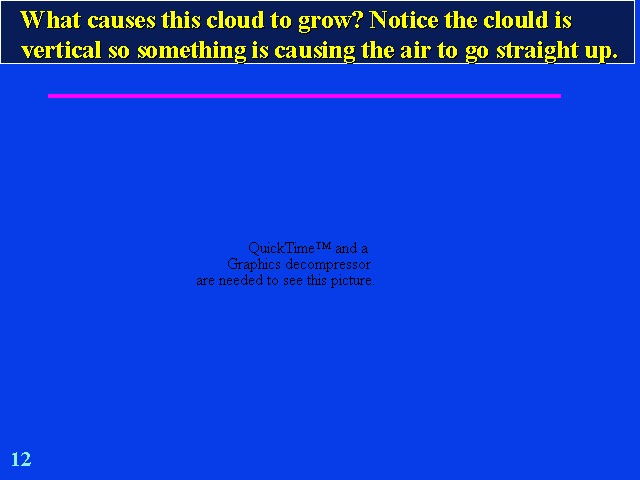 What causes this cloud to grow? Notice the clould is
vertical so something is causing the air to go straight up.
QuickTime™ and a
Graphics decompressor
are needed to see this picture.
12